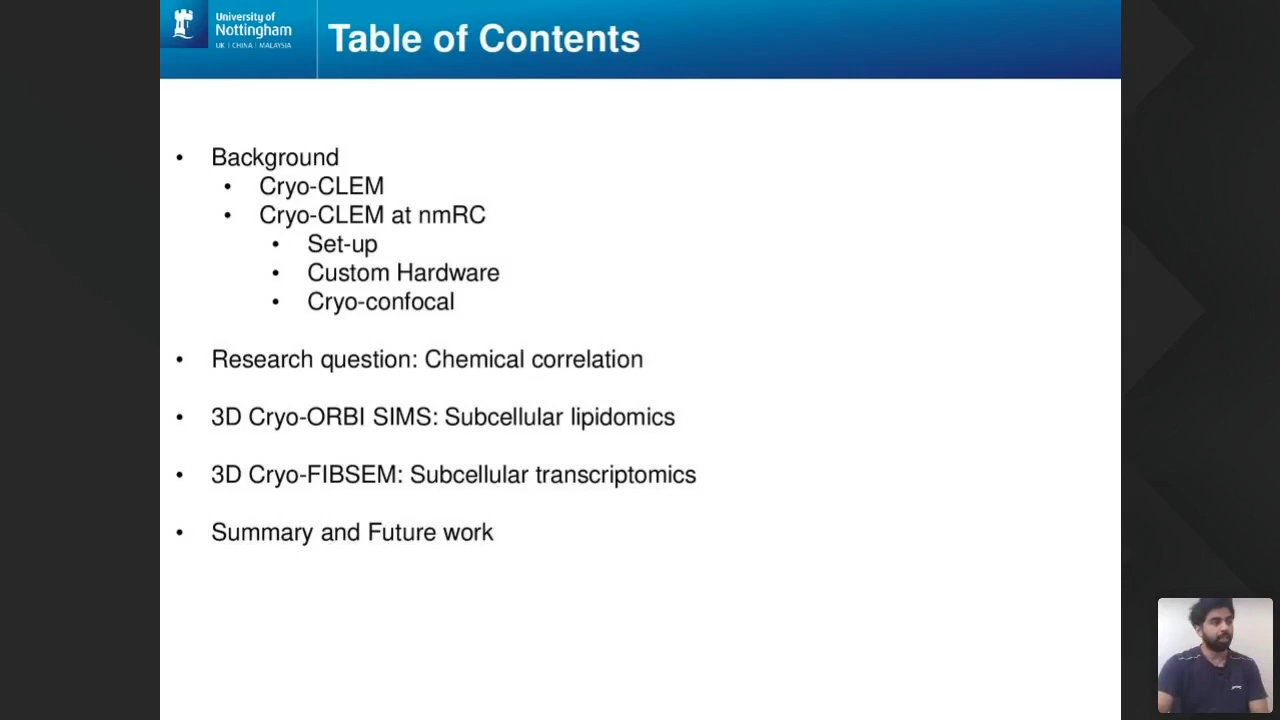 University of
Nottingham
UK | CHINA | MALAYSIA
Table of Contents
• Background
• Cryo-CLEM
• Cryo-CLEM at nmRC
• Set-up
• Custom Hardware
• Cryo-confocal
• Research question: Chemical correlation
• 3D Cryo-ORBI SIMS: Subcellular lipidomics
• 3D Cryo-FIBSEM: Subcellular transcriptomics
• Summary and Future work